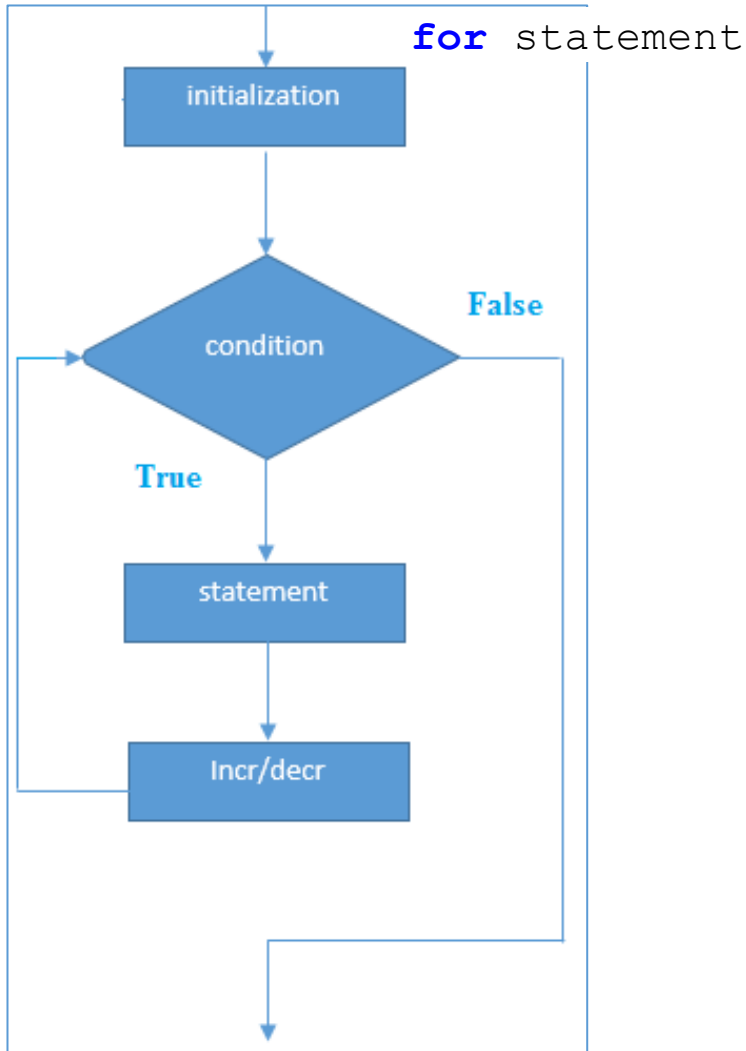 for statement
initialization
condition
False
True
statement
Incr/decr